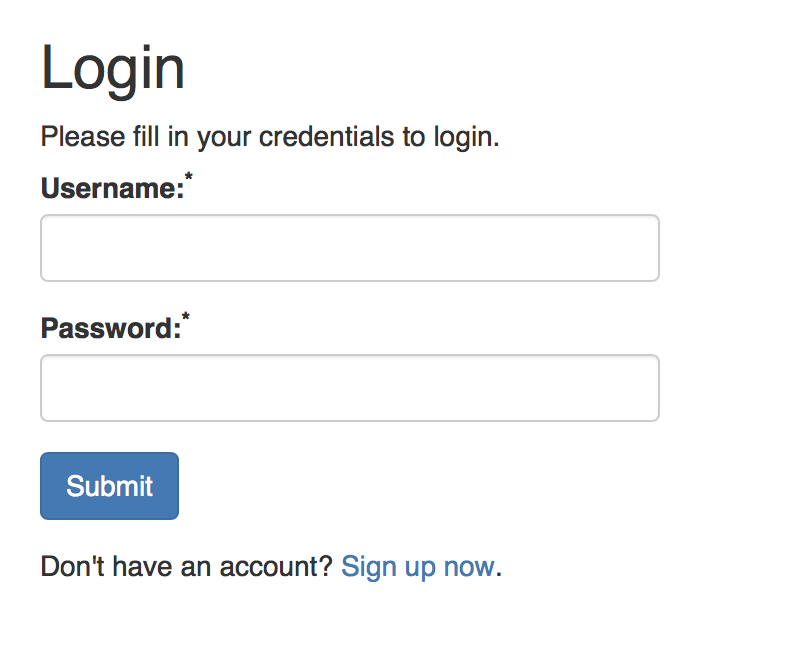 Login
Please fill in your credentials to login.
Username:*
Password:*
Submit
Don't have an account? Sign up now.